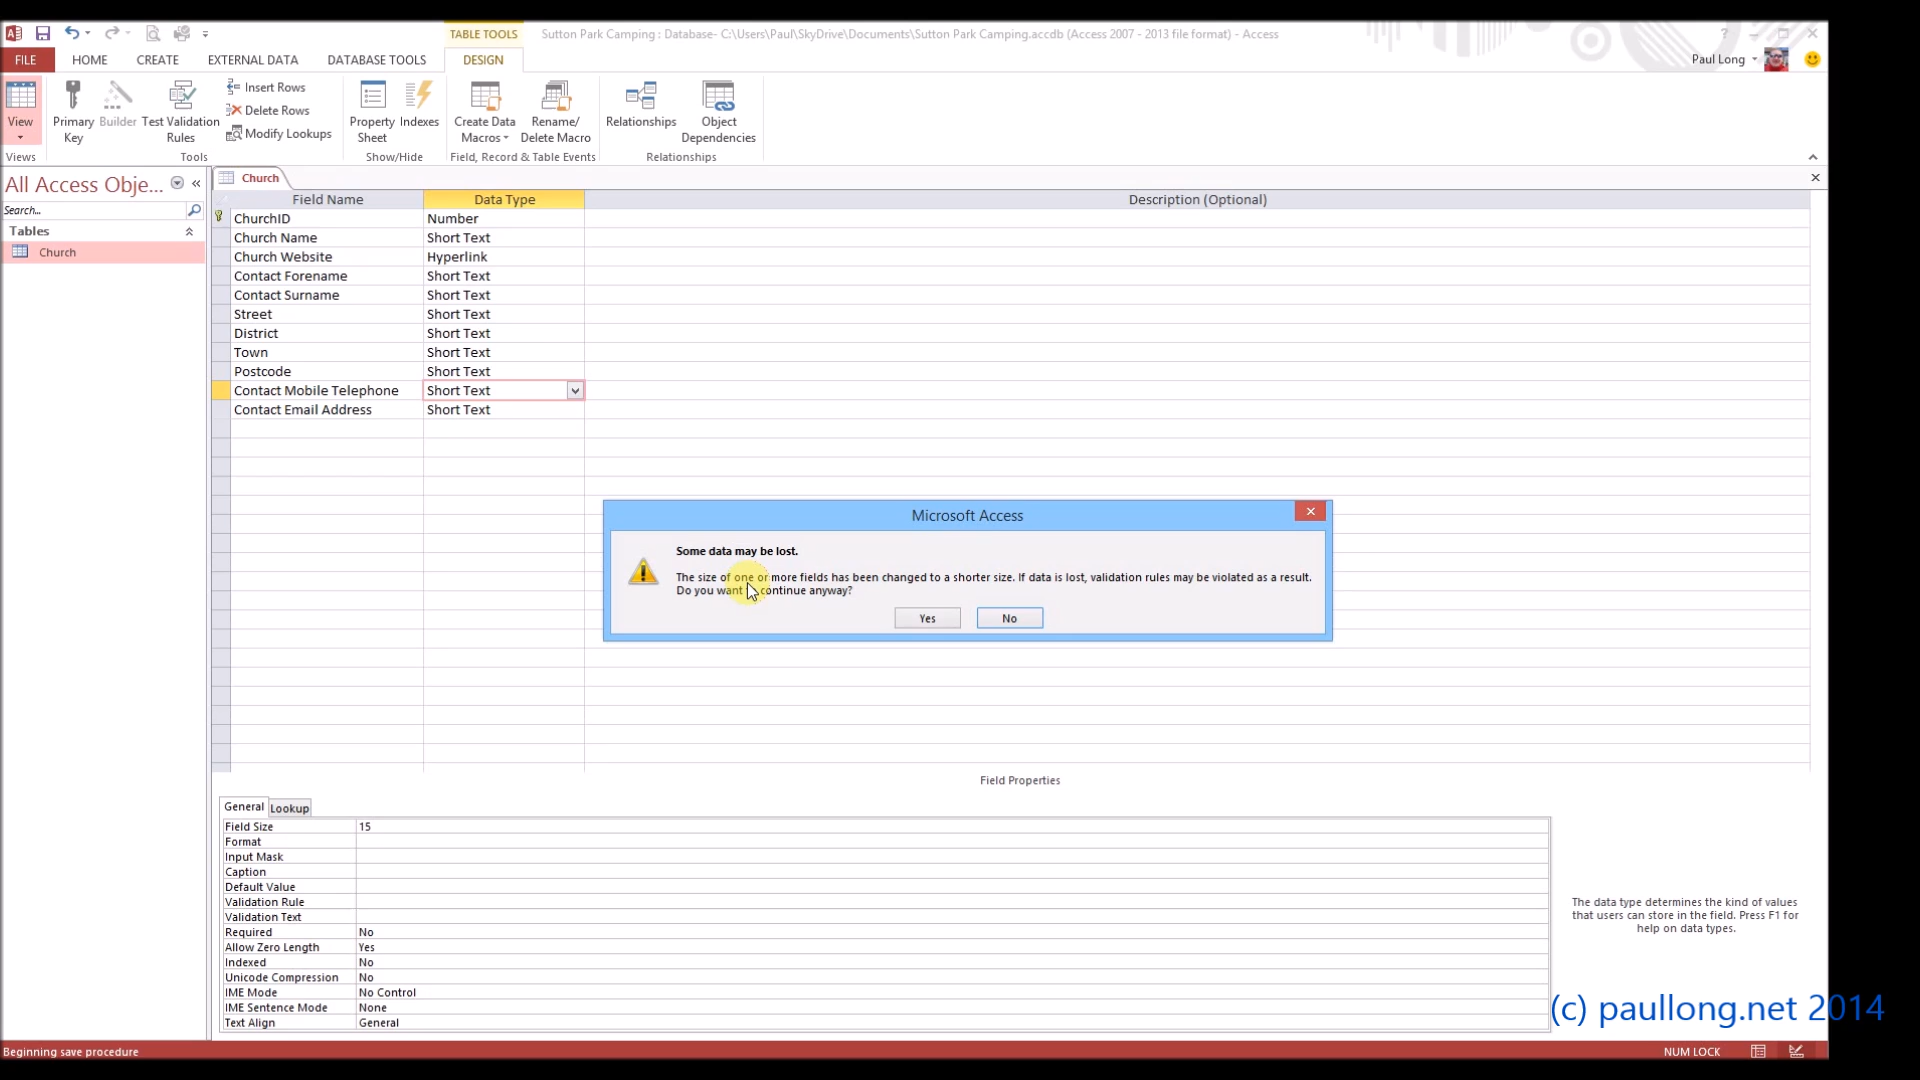 TABLE TOOLS
Sutton Park Camping : Database- C:\Users\Paul\SkyDrive\Documents\Sutton Park Camping.accdb (Access 2007 - 2013 file format) - Access
FILE
HOME
CREATE
EXTERNAL DATA
DATABASE TOOLS
DESIGN
Paul Long
View
Primary Key
Builder
Test Validation Rules
Insert Rows
Delete Rows
Modify Lookups
Property Sheet
Indexes
Create Data Macros
Rename/ Delete Macro
Relationships
Object Dependencies
Views
Tools
Show/Hide
Field, Record & Table Events
Relationships
All Access Obje...
Search...
Tables
Church
Church
Field Name Data Type Description (Optional)
ChurchID Number
Church Name Short Text
Church Website Hyperlink
Contact Forename Short Text
Contact Surname Short Text
Street Short Text
District Short Text
Town Short Text
Postcode Short Text
Contact Mobile Telephone Short Text
Contact Email Address Short Text
Microsoft Access
Some data may be lost.
The size of one or more fields has been changed to a shorter size. If data is lost, validation rules may be violated as a result.
Do you want continue anyway?
Yes
No
Field Properties
General
Lookup
Field Size 15
Format
Input Mask
Caption
Default Value
Validation Rule
Validation Text
Required No
Allow Zero Length Yes
Indexed No
Unicode Compression No
IME Mode No Control
IME Sentence Mode None
Text Align General
The data type determines the kind of values
that users can store in the field. Press F1 for
help on data types.
(c) paullong.net 2014
Beginning save procedure
NUM LOCK